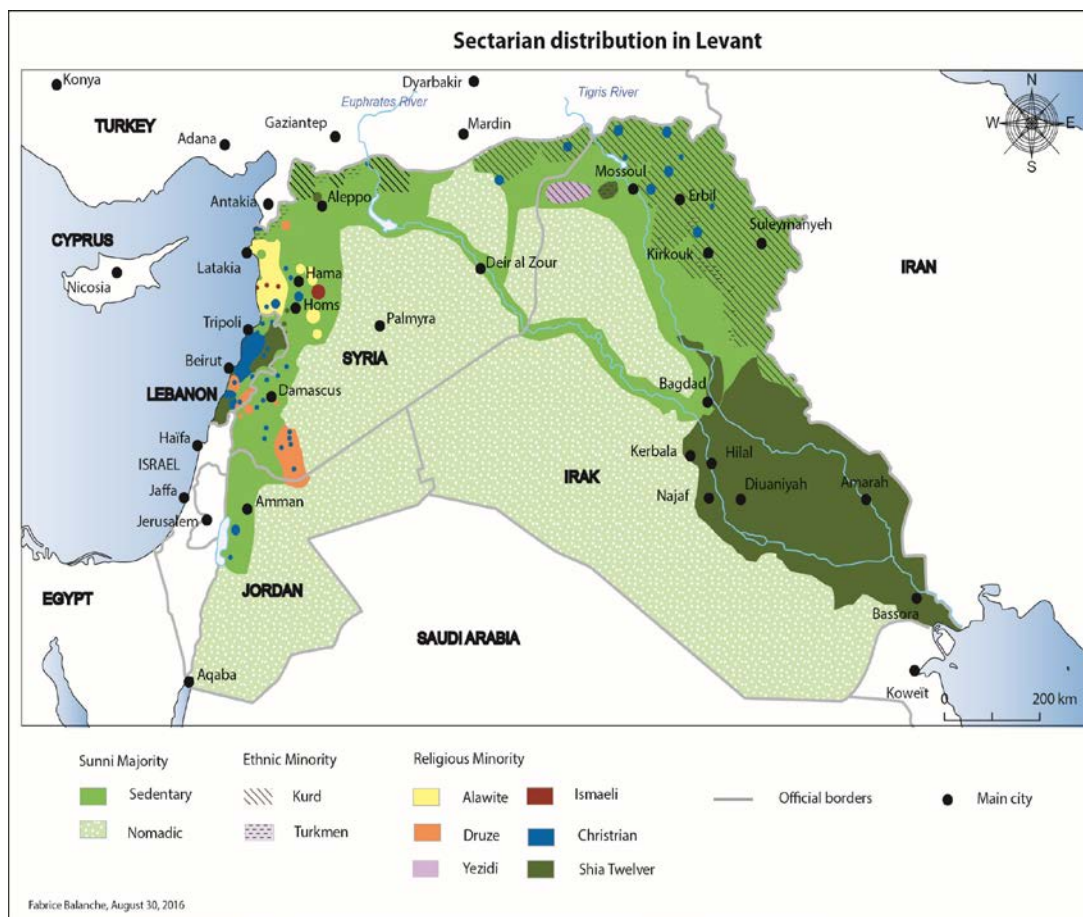 Sectarian distribution in Levant
Konya
Dyarbakir
Euphrates River
Tigris River
N
W
E
S
TURKEY
Adana
Gaziantep
Mardin
Mossoul
Erbil
Antakia
Aleppo
Suleymanyeh
CYPRUS
Latakia
Kirkouk
IRAN
Nicosia
Hama
Deir al Zour
Homs
Tripoli
Palmyra
Beirut
SYRIA
LEBANON
Damascus
Bagdad
Haïfa
Kerbala
Hilal
ISRAEL
IRAK
Jaffa
Amman
Najaf
Diuaniyah
Amarah
Jerusalem
EGYPT
JORDAN
Bassora
SAUDI ARABIA
Aqaba
Koweït
0
200 km
Sunni Majority
Sedentary
Nomadic
Ethnic Minority
Kurd
Turkmen
Religious Minority
Alawite
Druze
Yezidi
Ismaeli
Christrian
Shia Twelver
Official borders
Main city
Fabrice Balanche, August 30, 2016